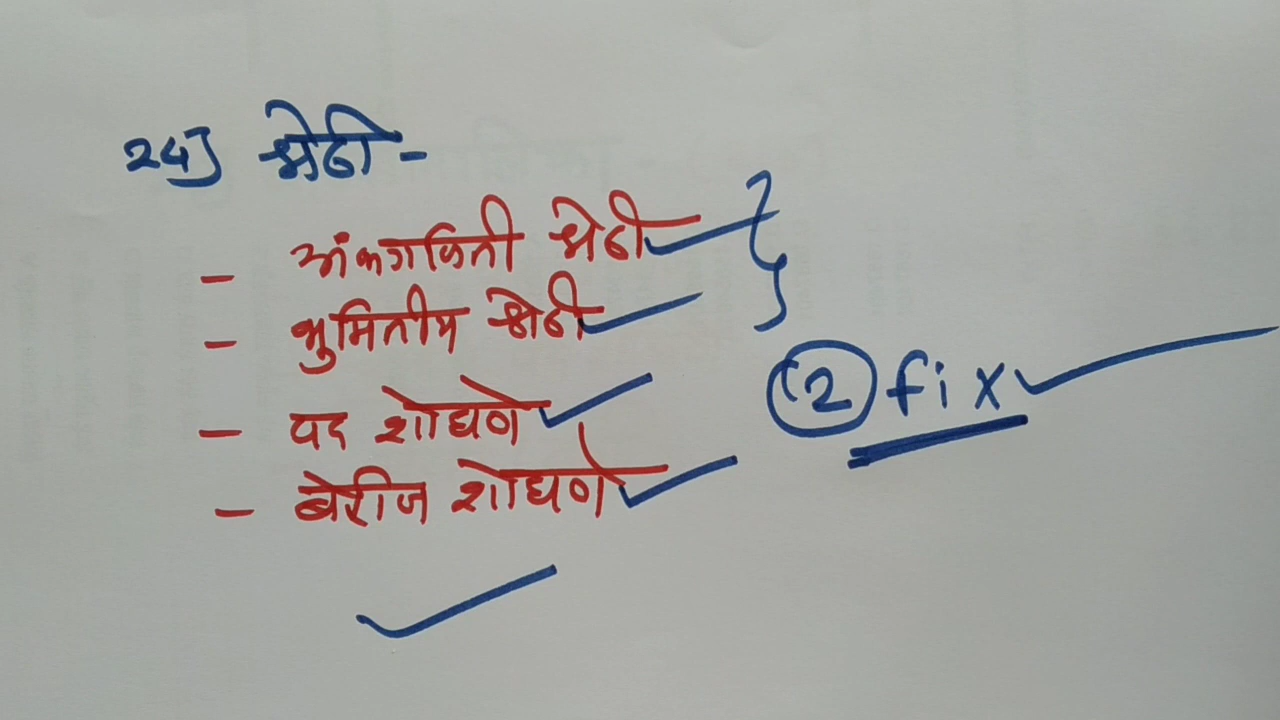 24] श्रेढी -
- अंकगणिती श्रेढी
- भुमितीय श्रेढी
- पद शोधणे
- बेरीज शोधणे
(2) fix